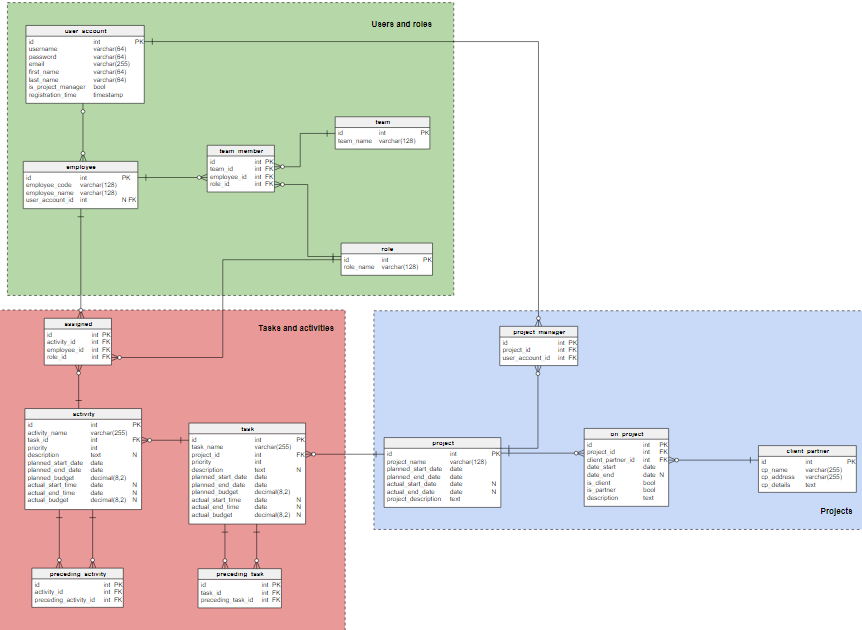 Users and roles
user_account
id int PK
username varchar(64)
password varchar(64)
email varchar(255)
first_name varchar(64)
last_name varchar(64)
is_project_manager bool
registration_time timestamp
team
id int PK
team_name varchar(128)
team_member
id int PK
team_id int FK
employee_id int FK
role_id int FK
employee
id int PK
employee_code varchar(128)
employee_name varchar(128)
user_account_id int N FK
role
id int PK
role_name varchar(128)
Tasks and activities
assigned
id int PK
activity_id int FK
employee_id int FK
role_id int FK
activity
id int PK
activity_name varchar(255)
task_id int FK
priority int
description text N
planned_start_date date
planned_end_date date
planned_budget decimal(8,2)
actual_start_time date N
actual_end_time date N
actual_budget decimal(8,2) N
task
id int PK
task_name varchar(255)
project_id int FK
priority int
description text N
planned_start_date date
planned_end_date date
planned_budget decimal(8,2)
actual_start_time date N
actual_end_time date N
actual_budget decimal(8,2) N
preceding_activity
id int PK
activity_id int FK
preceding_activity_id int FK
preceding_task
id int PK
task_id int FK
preceding_task_id int FK
project_manager
id int PK
project_id int FK
user_account_id int FK
project
id int PK
project_name varchar(128)
planned_start_date date
planned_end_date date
actual_start_date date N
actual_end_date date N
project_description text
on_project
id int PK
project_id int FK
client_partner_id int FK
date_start date
date_end date N
is_client bool
is_partner bool
description text
client_partner
id int PK
cp_name varchar(255)
cp_address varchar(255)
cp_details text
Projects